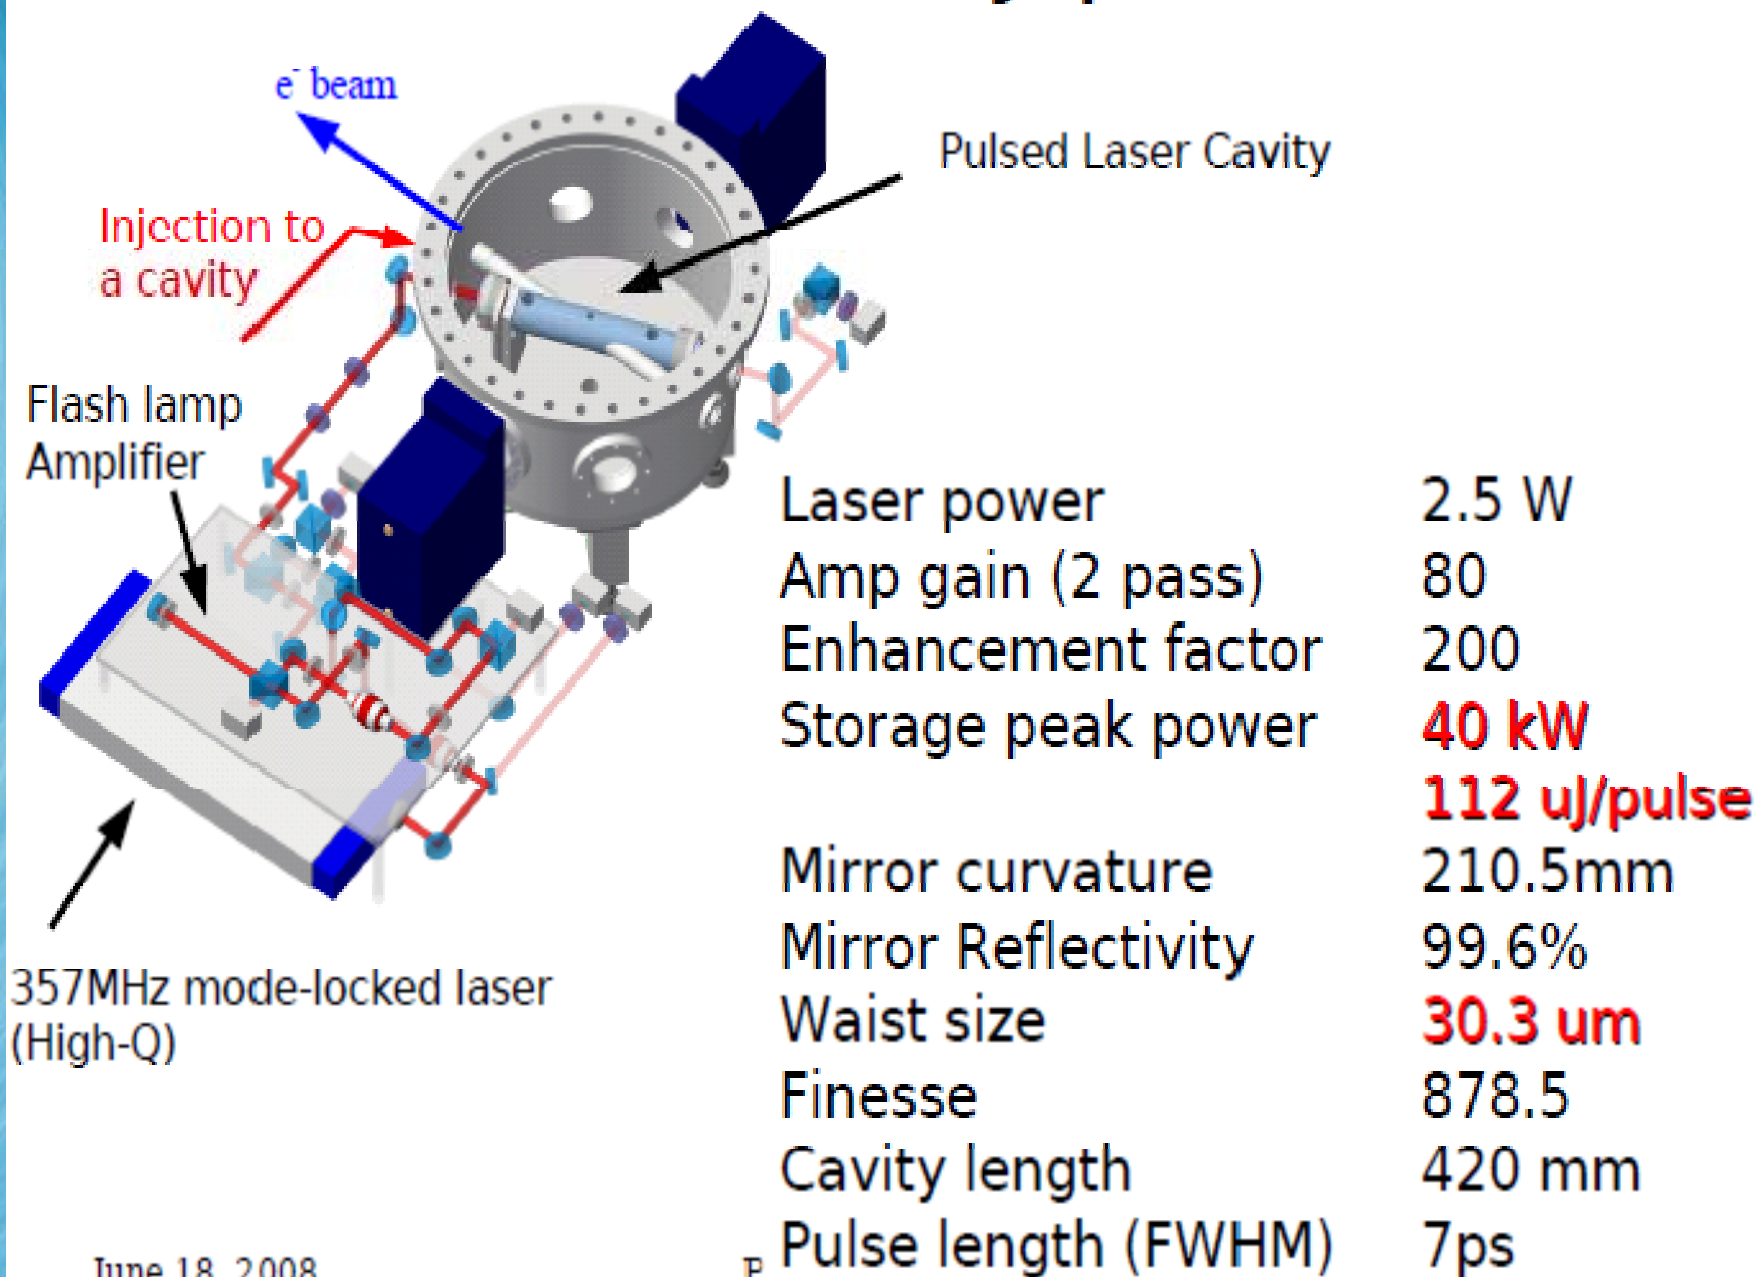 e⁻ beam
Pulsed Laser Cavity
Injection to
a cavity
Flash lamp
Amplifier
357MHz mode-locked laser
(High-Q)
Laser power 2.5 W
Amp gain (2 pass) 80
Enhancement factor 200
Storage peak power 40 kW
112 uJ/pulse
Mirror curvature 210.5mm
Mirror Reflectivity 99.6%
Waist size 30.3 um
Finesse 878.5
Cavity length 420 mm
Pulse length (FWHM) 7ps
June 18, 2008